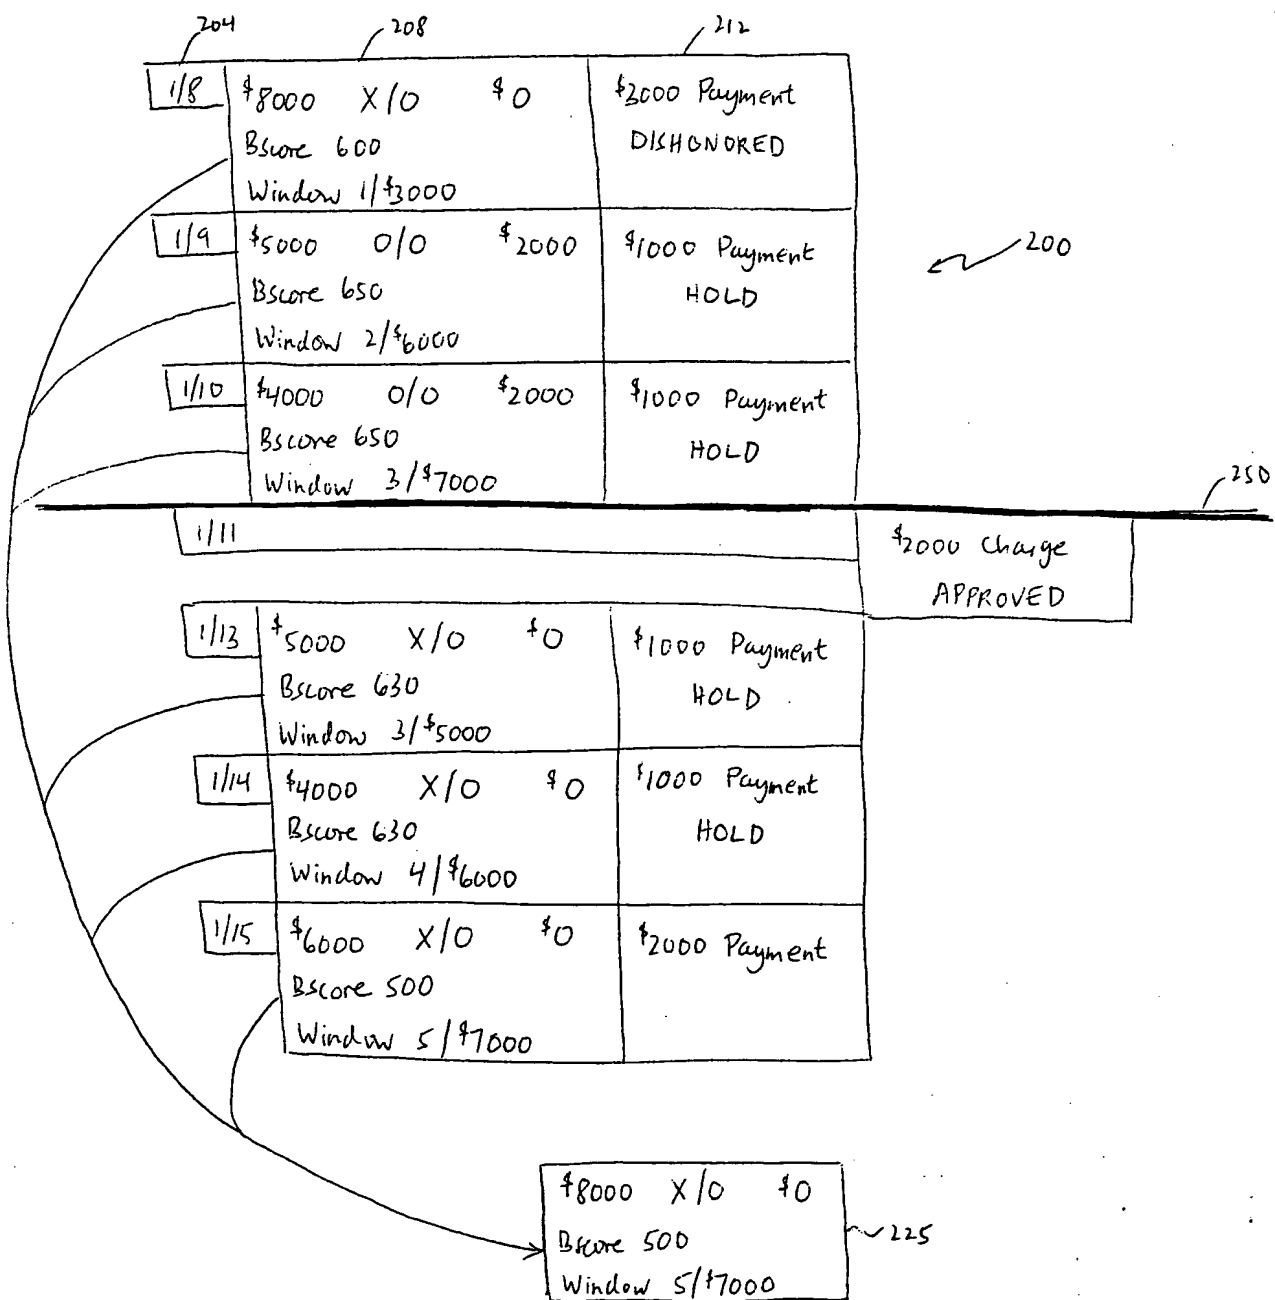 204 208 212
1/8 $8000 X/0 $0 $3000 Payment
Bscore 600 DISHONORED
Window 1/$3000
1/9 $5000 0/0 $2000 $1000 Payment
200
Bscore 650 HOLD
Window 2/$6000
1/10 $4000 0/0 $2000 $1000 Payment
Bscore 650 HOLD
Window 3/$7000
250
1/11 $2000 Charge
APPROVED
1/13 $5000 X/0 $0 $1000 Payment
Bscore 630 HOLD
Window 3/$5000
1/14 $4000 X/0 $0 $1000 Payment
Bscore 630 HOLD
Window 4/$6000
1/15 $6000 X/0 $0 $2000 Payment
Bscore 500
Window 5/$7000
$8000 X/0 $0
225
Bscore 500
Window 5/$7000